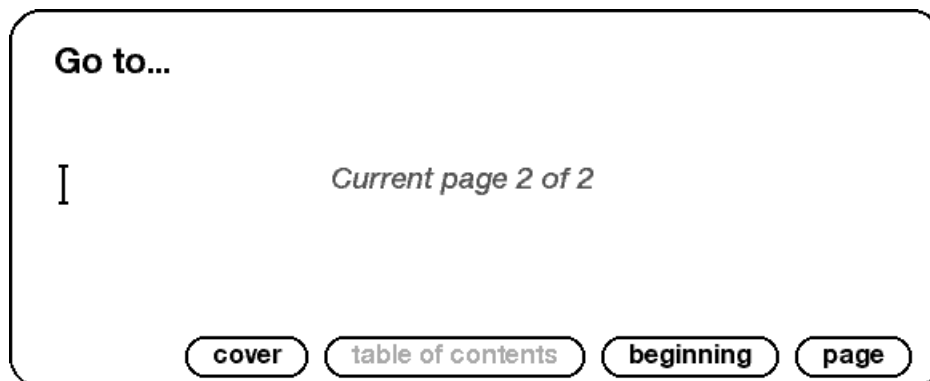 Go to...
Current page 2 of 2
cover table of contents beginning page